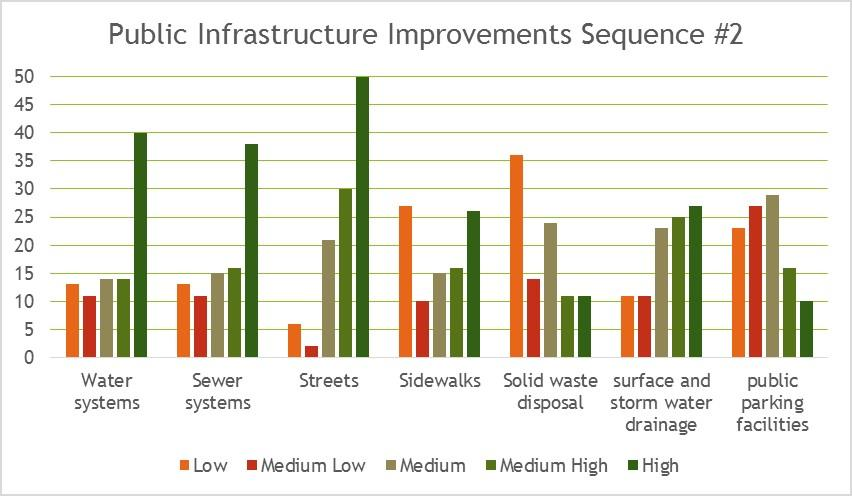 Public Infrastructure Improvements Sequence #2
50
45
40
35
30
25
20
15
10
5
0
Water
systems
Sewer
systems
Streets
Sidewalks
Solid waste
disposal
surface and
storm water
drainage
public
parking
facilities
Low
Medium Low
Medium
Medium High
High